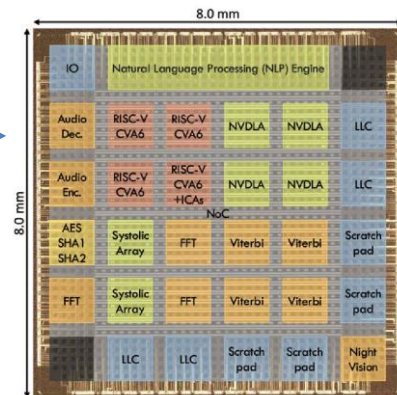 8.0 mm
8.0 mm
IO
Natural Language Processing (NLP) Engine
Audio
Dec.
RISC-V
CVA6
RISC-V
CVA6
NVDLA
NVDLA
LLC
Audio
Enc.
RISC-V
CVA6
RISC-V
CVA6
+ICAs
NVDLA
NVDLA
LLC
NoC
AES
SHA1
SHA2
Systolic
Array
FFT
Viterbi
Viterbi
Scratch
pad
FFT
Systolic
Array
FFT
Viterbi
Viterbi
Scratch
pad
LLC
LLC
Scratch
pad
Scratch
pad
Night
Vision